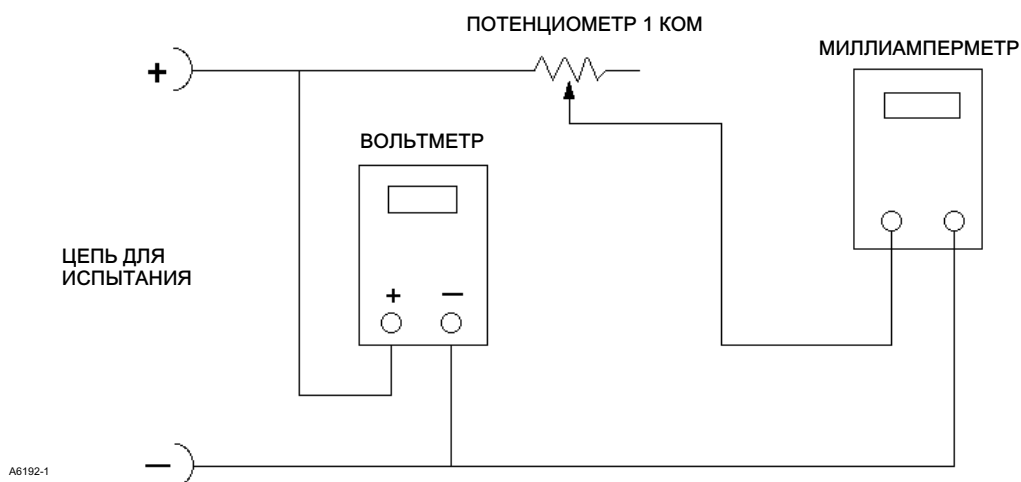 ПОТЕНЦИОМЕТР 1 КОМ
МИЛЛИАМПЕРМЕТР
+
ВОЛЬТМЕТР
ЦЕПЬ ДЛЯ
ИСПЫТАНИЯ
+ —
—
A6192-1